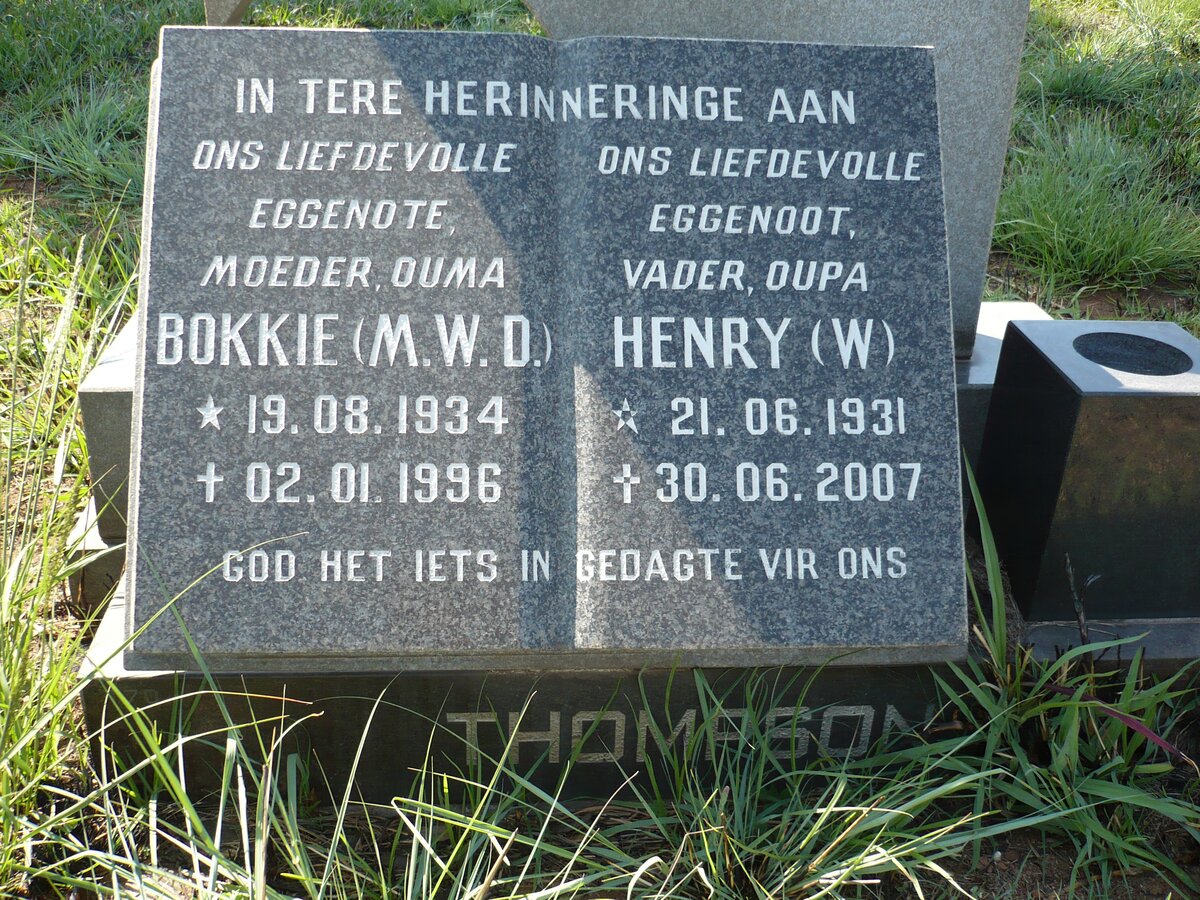 IN TERE HERINNERINGE AAN
ONS LIEFDEVOLLE
EGGENOTE,
MOEDER, OUMA
BOKKIE (M.W.D.)
★ 19.08.1934
† 02.01.1996
ONS LIEFDEVOLLE
EGGENOOT,
VADER, OUPA
HENRY (W)
★ 21.06.1931
† 30.06.2007
GOD HET IETS IN GEDAGTE VIR ONS
THOMPSON